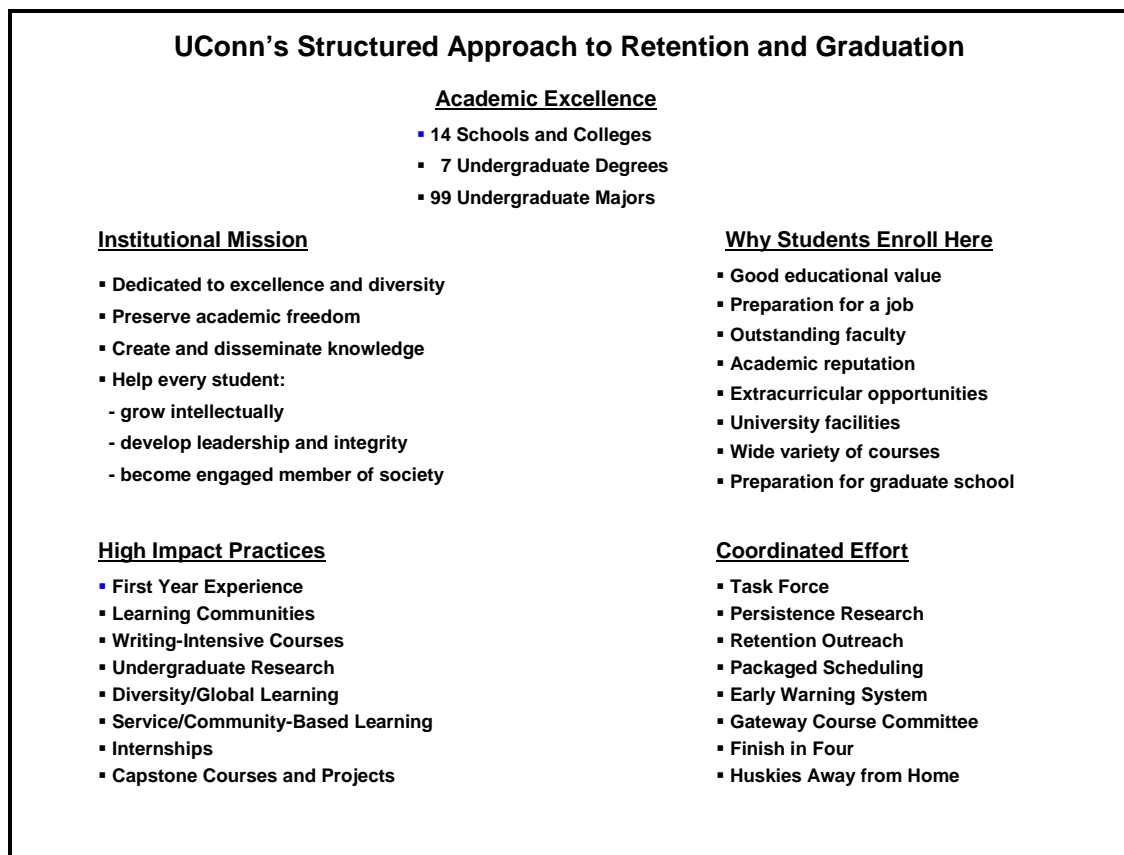 UConn’s Structured Approach to Retention and Graduation
Academic Excellence
▪ 14 Schools and Colleges
▪ 7 Undergraduate Degrees
▪ 99 Undergraduate Majors
Institutional Mission
▪ Dedicated to excellence and diversity
▪ Preserve academic freedom
▪ Create and disseminate knowledge
▪ Help every student:
- grow intellectually
- develop leadership and integrity
- become engaged member of society
Why Students Enroll Here
▪ Good educational value
▪ Preparation for a job
▪ Outstanding faculty
▪ Academic reputation
▪ Extracurricular opportunities
▪ University facilities
▪ Wide variety of courses
▪ Preparation for graduate school
High Impact Practices
▪ First Year Experience
▪ Learning Communities
▪ Writing-Intensive Courses
▪ Undergraduate Research
▪ Diversity/Global Learning
▪ Service/Community-Based Learning
▪ Internships
▪ Capstone Courses and Projects
Coordinated Effort
▪ Task Force
▪ Persistence Research
▪ Retention Outreach
▪ Packaged Scheduling
▪ Early Warning System
▪ Gateway Course Committee
▪ Finish in Four
▪ Huskies Away from Home